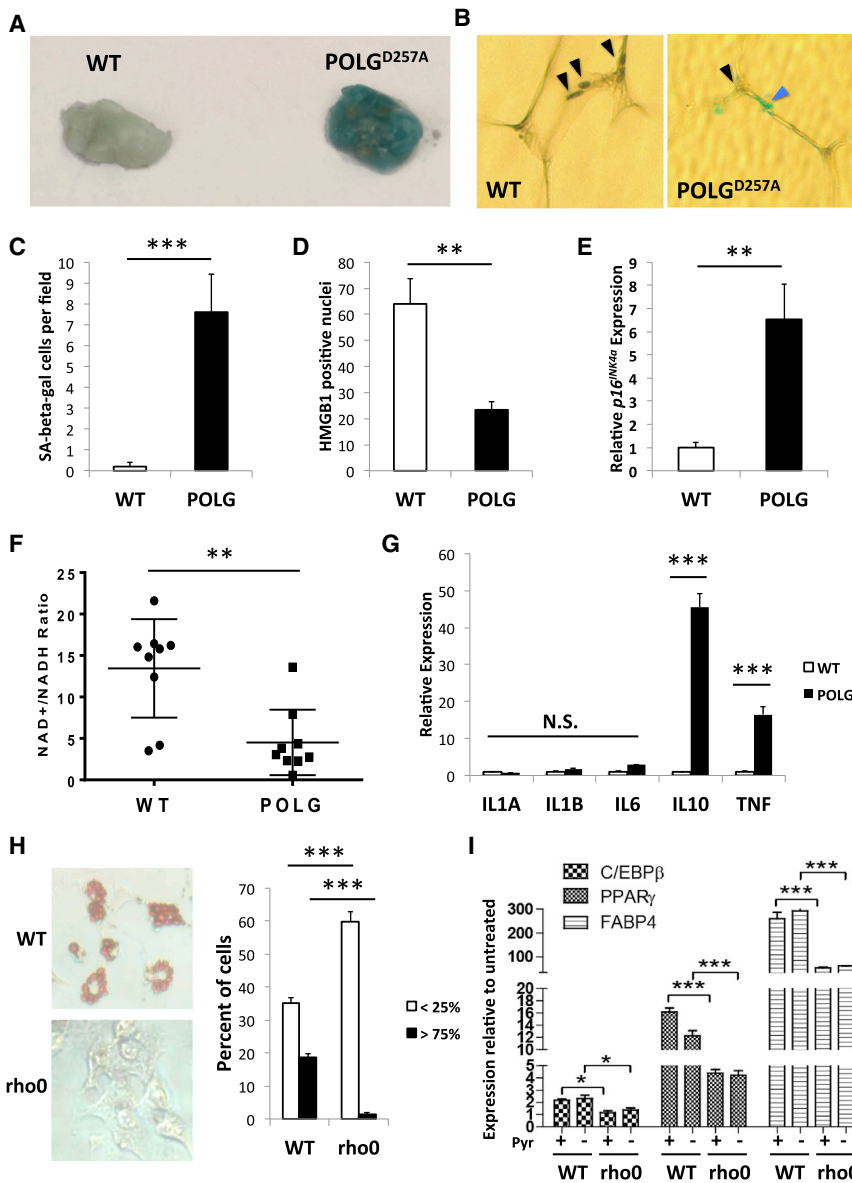 A
WT
POLG^D257A
B
WT
POLG^D257A
C
***
SA-beta-gal cells per field
10
9
8
7
6
5
4
3
2
1
0
WT POLG
D
**
HMGB1 positive nuclei
80
70
60
50
40
30
20
10
0
WT POLG
E
**
Relative p16^INK4a Expression
9
8
7
6
5
4
3
2
1
0
WT POLG
F
**
NAD+/NADH Ratio
25
20
15
10
5
0
WT POLG
G
Relative Expression
60
50
40
30
20
10
0
N.S.
***
***
IL1A IL1B IL6 IL10 TNF
WT
POLG
H
WT
rho0
***
***
Percent of cells
70
60
50
40
30
20
10
0
WT rho0
< 25%
> 75%
I
C/EBPβ
PPARγ
FABP4
Expression relative to untreated
300
200
100
20
18
16
14
12
10
5
4
3
2
1
0
*
*
***
***
***
***
Pyr + - + - + - + - + - + -
WT rho0 WT rho0 WT rho0